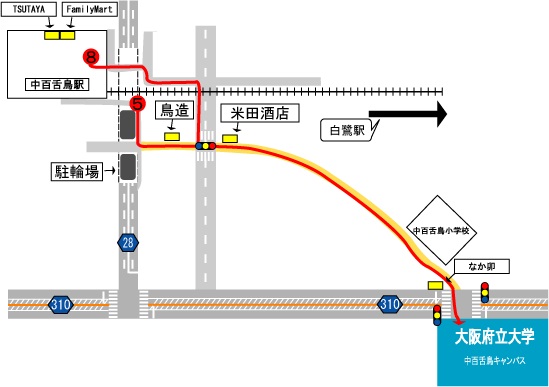 TSUTAYA
FamilyMart
8
中百舌鳥駅
5
鳥造
米田酒店
白鷺駅
駐輪場
中百舌鳥小学校
28
なか卯
310
310
大阪府立大学
中百舌鳥キャンパス